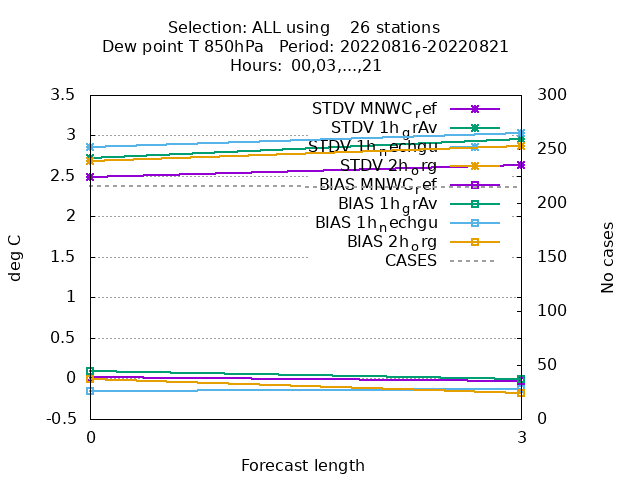 Selection: ALL using    26 stations
Dew point T 850hPa   Period: 20220816-20220821
Hours:  00,03,...,21
3.5
3
2.5
2
1.5
1
0.5
0
-0.5
deg C
300
250
200
150
100
50
0
No cases
STDV MNWC_ref
STDV 1h_grAv
STDV 1h_nechgu
STDV 2h_org
BIAS MNWC_ref
BIAS 1h_grAv
BIAS 1h_nechgu
BIAS 2h_org
CASES
0
3
Forecast length